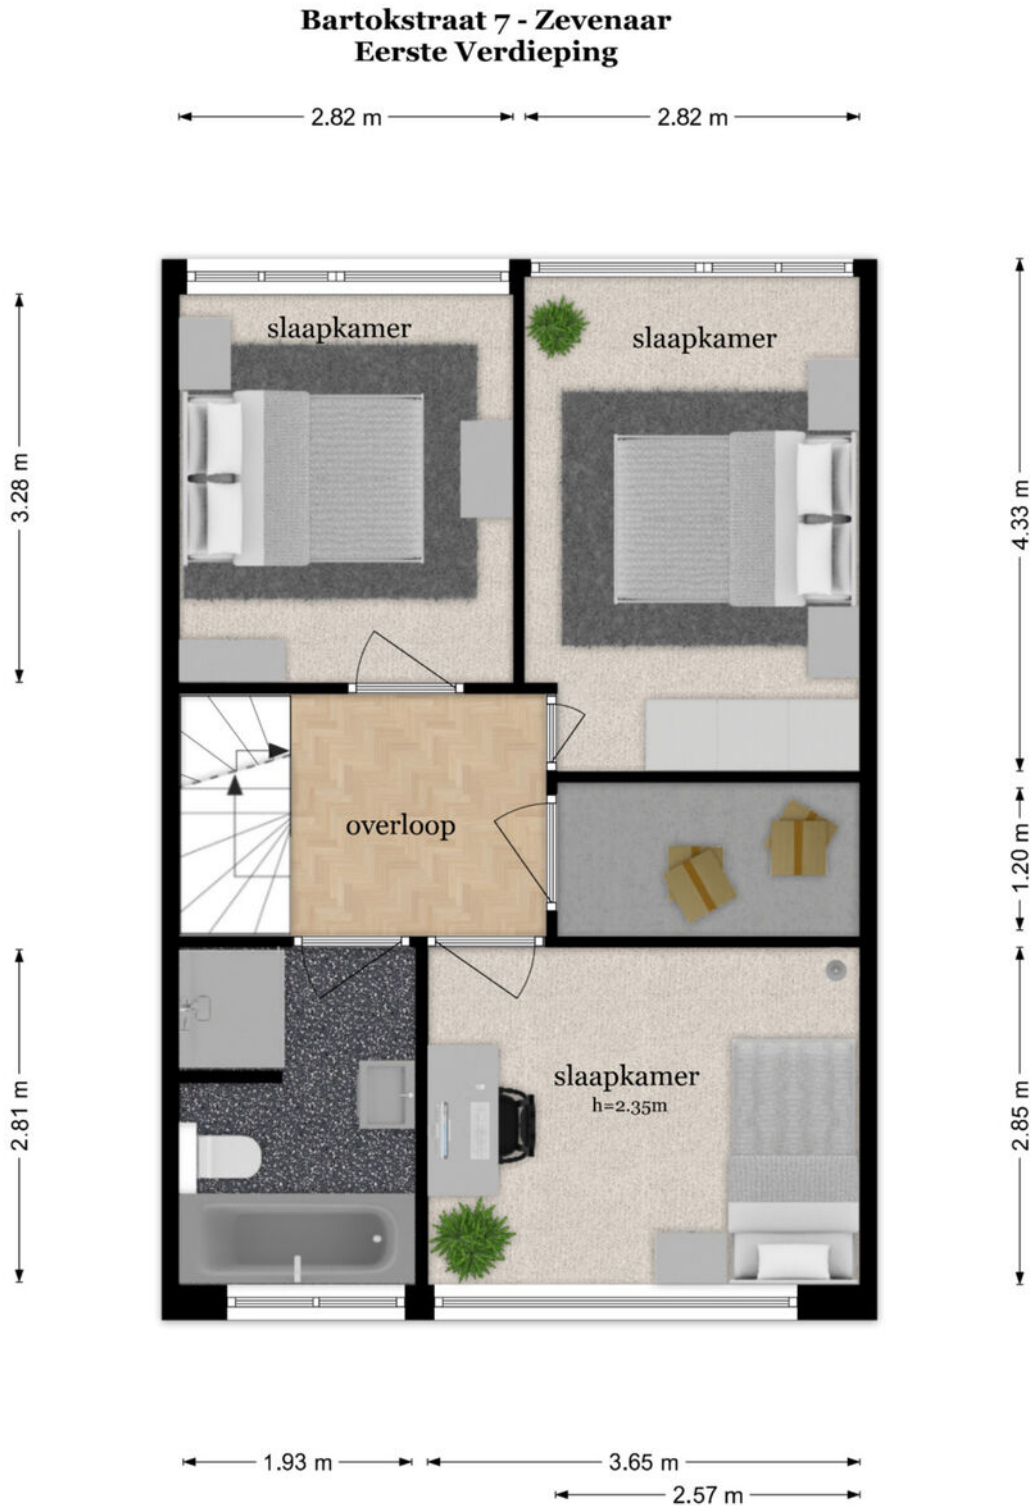 Bartokstraat 7 - Zevenaar
Eerste Verdieping
2.82 m
2.82 m
slaapkamer
slaapkamer
3.28 m
4.33 m
overloop
1.20 m
slaapkamer
h=2.35m
2.81 m
2.85 m
1.93 m
3.65 m
2.57 m